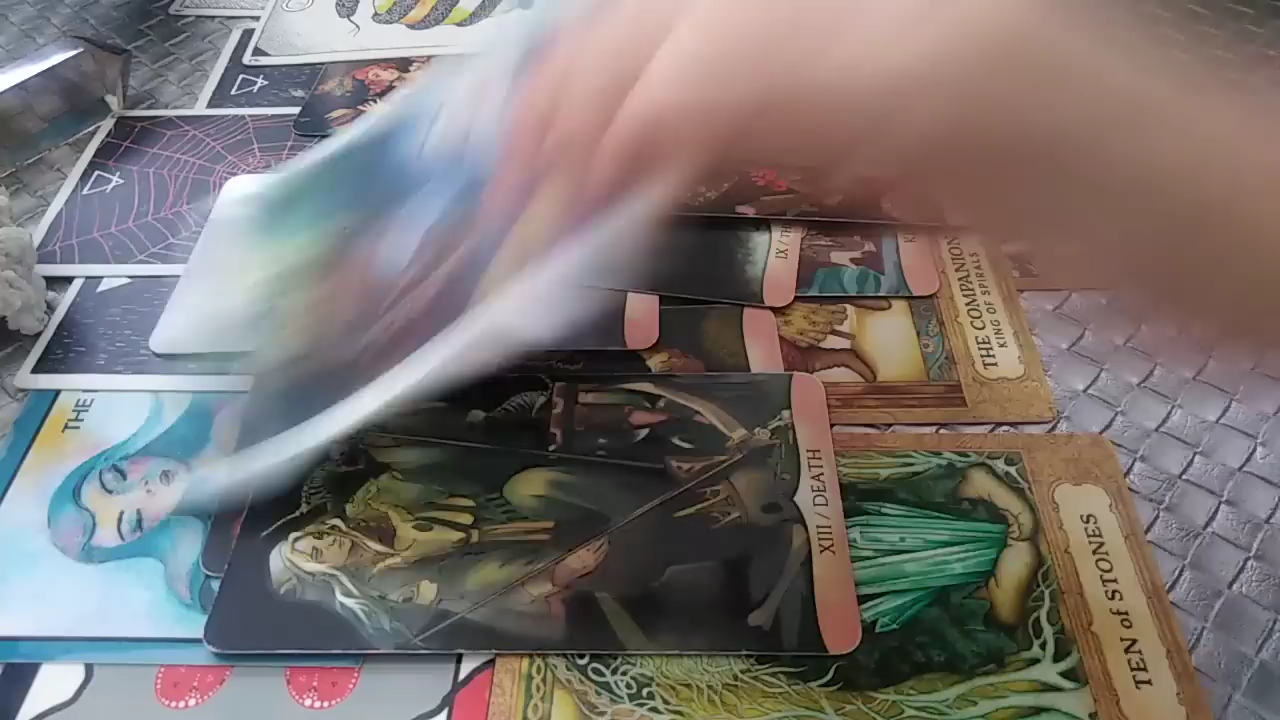 THE
IX / TH
K
THE COMPANION
KING OF SPIRALS
XIII / DEATH
TEN of STONES